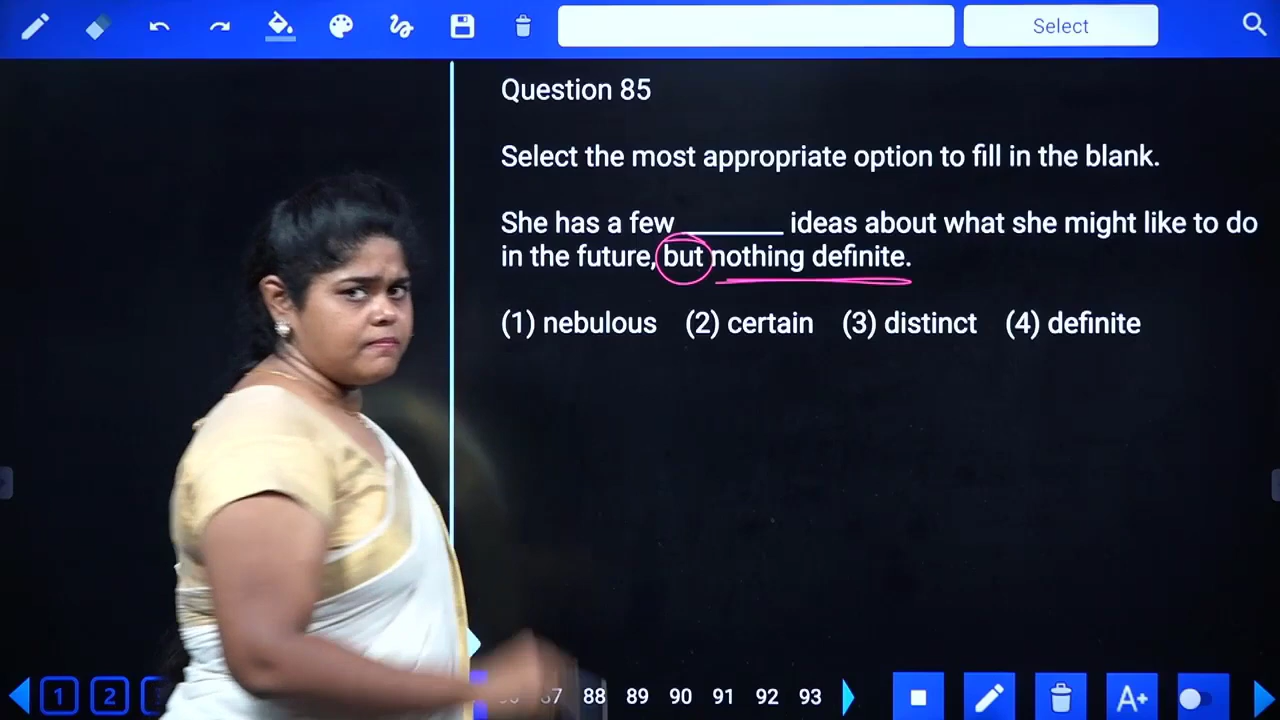 Select
Question 85
Select the most appropriate option to fill in the blank.
She has a few _______ ideas about what she might like to do
in the future, but nothing definite.
(1) nebulous (2) certain (3) distinct (4) definite
1 2 88 89 90 91 92 93 A+